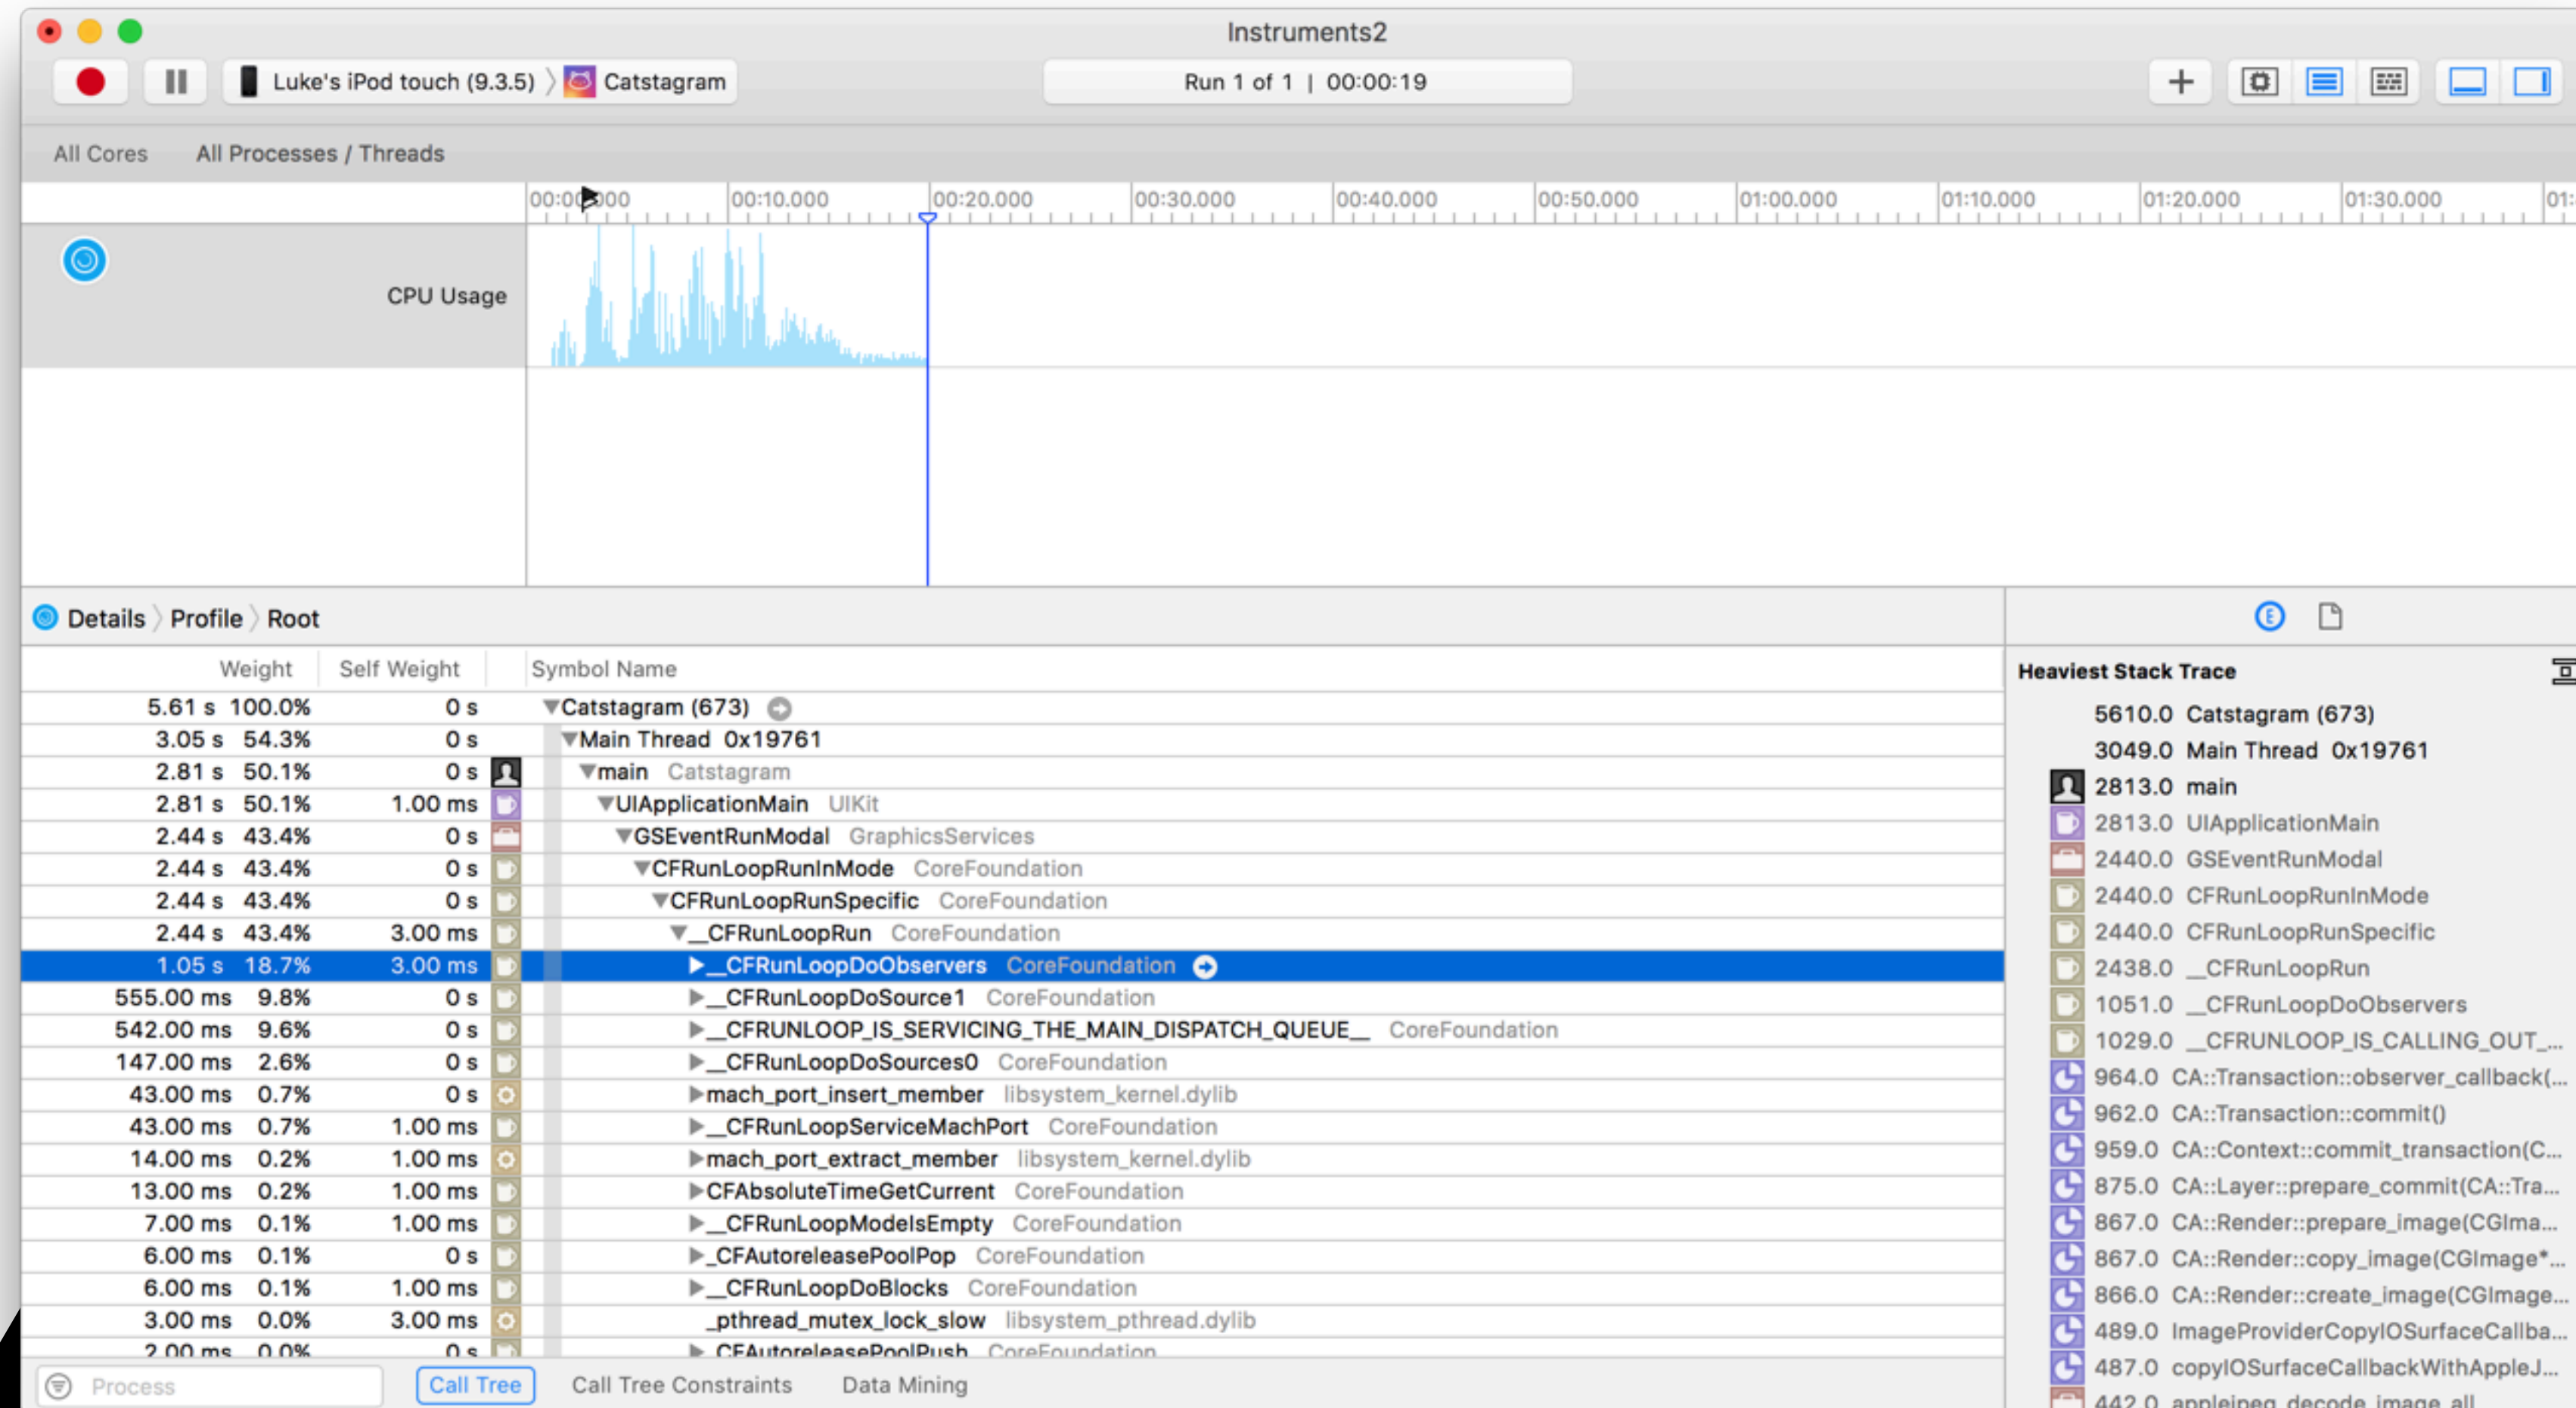 Instruments2
Luke's iPod touch (9.3.5) Catstagram
Run 1 of 1 | 00:00:19
All Cores All Processes / Threads
00:10.000 00:20.000 00:30.000 00:40.000 00:50.000 01:00.000 01:10.000 01:20.000 01:30.000
CPU Usage
Details Profile Root
Weight Self Weight Symbol Name
5.61 s 100.0% 0 s Catstagram (673)
3.05 s 54.3% 0 s Main Thread 0x19761
2.81 s 50.1% 0 s main Catstagram
2.81 s 50.1% 1.00 ms UIApplicationMain UIKit
2.44 s 43.4% 0 s GSEventRunModal GraphicsServices
2.44 s 43.4% 0 s CFRunLoopRunInMode CoreFoundation
2.44 s 43.4% 0 s CFRunLoopRunSpecific CoreFoundation
2.44 s 43.4% 3.00 ms __CFRunLoopRun CoreFoundation
1.05 s 18.7% 3.00 ms __CFRunLoopDoObservers CoreFoundation
555.00 ms 9.8% 0 s __CFRunLoopDoSource1 CoreFoundation
542.00 ms 9.6% 0 s __CFRUNLOOP_IS_SERVICING_THE_MAIN_DISPATCH_QUEUE__ CoreFoundation
147.00 ms 2.6% 0 s __CFRunLoopDoSources0 CoreFoundation
43.00 ms 0.7% 0 s mach_port_insert_member libsystem_kernel.dylib
43.00 ms 0.7% 1.00 ms __CFRunLoopServiceMachPort CoreFoundation
14.00 ms 0.2% 1.00 ms mach_port_extract_member libsystem_kernel.dylib
13.00 ms 0.2% 1.00 ms CFAbsoluteTimeGetCurrent CoreFoundation
7.00 ms 0.1% 1.00 ms __CFRunLoopModeIsEmpty CoreFoundation
6.00 ms 0.1% 0 s _CFAutoreleasePoolPop CoreFoundation
6.00 ms 0.1% 1.00 ms __CFRunLoopDoBlocks CoreFoundation
3.00 ms 0.0% 3.00 ms _pthread_mutex_lock_slow libsystem_pthread.dylib
2.00 ms 0.0% 0 s _CFAutoreleasePoolPush CoreFoundation
Process Call Tree Call Tree Constraints Data Mining
Heaviest Stack Trace
5610.0 Catstagram (673)
3049.0 Main Thread 0x19761
2813.0 main
2813.0 UIApplicationMain
2440.0 GSEventRunModal
2440.0 CFRunLoopRunInMode
2440.0 CFRunLoopRunSpecific
2438.0 __CFRunLoopRun
1051.0 __CFRunLoopDoObservers
1029.0 __CFRUNLOOP_IS_CALLING_OUT_...
964.0 CA::Transaction::observer_callback(...
962.0 CA::Transaction::commit()
959.0 CA::Context::commit_transaction(C...
875.0 CA::Layer::prepare_commit(CA::Tra...
867.0 CA::Render::prepare_image(CGIma...
867.0 CA::Render::copy_image(CGImage*...
866.0 CA::Render::create_image(CGImage...
489.0 ImageProviderCopyIOSurfaceCallba...
487.0 copyIOSurfaceCallbackWithAppleJ...
442.0 applejpeg_decode_image_all